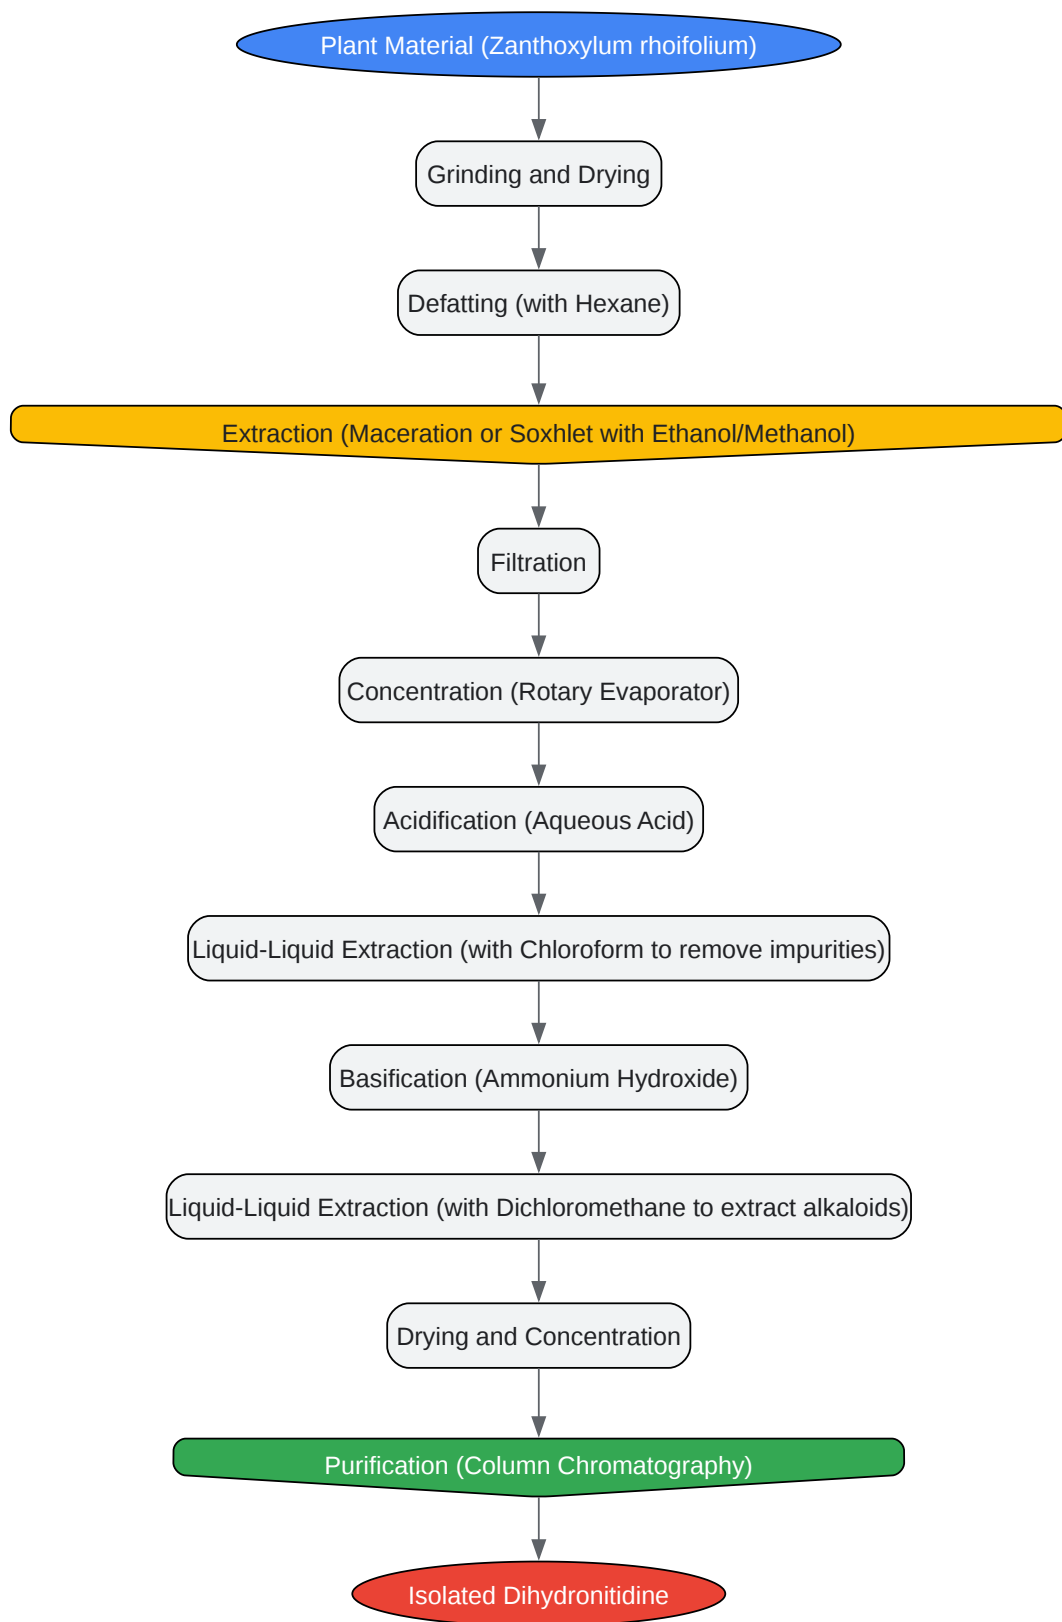 Plant Material (Zanthoxylum rhoifolium)
Grinding and Drying
Defatting (with Hexane)
Extraction (Maceration or Soxhlet with Ethanol/Methanol)
Filtration
Concentration (Rotary Evaporator)
Acidification (Aqueous Acid)
Liquid-Liquid Extraction (with Chloroform to remove impurities)
Basification (Ammonium Hydroxide)
Liquid-Liquid Extraction (with Dichloromethane to extract alkaloids)
Drying and Concentration
Purification (Column Chromatography)
Isolated Dihydronitidine